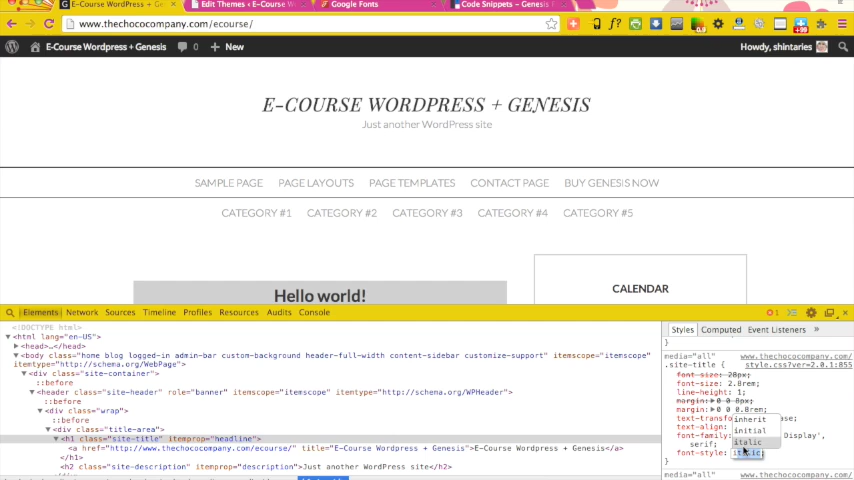 E-Course Wordpress + Genesis
Edit Themes ‹ E-Course W
Google Fonts
Code Snippets - Genesis
www.thechococompany.com/ecourse/
E-Course Wordpress + Genesis
0
+ New
Howdy, shintaries
E-COURSE WORDPRESS + GENESIS
Just another WordPress site
SAMPLE PAGE PAGE LAYOUTS PAGE TEMPLATES CONTACT PAGE BUY GENESIS NOW
CATEGORY #1 CATEGORY #2 CATEGORY #3 CATEGORY #4 CATEGORY #5
Hello world!
CALENDAR
Elements Network Sources Timeline Profiles Resources Audits Console
1
<!DOCTYPE html>
<html lang="en-US">
<head>…</head>
<body class="home blog logged-in admin-bar custom-background header-full-width content-sidebar customize-support" itemscope="itemscope"
itemtype="http://schema.org/WebPage">
<div class="site-container">
::before
<header class="site-header" role="banner" itemscope="itemscope" itemtype="http://schema.org/WPHeader">
::before
<div class="wrap">
::before
<div class="title-area">
<h1 class="site-title" itemprop="headline">
<a href="http://www.thechococompany.com/ecourse/" title="E-Course Wordpress + Genesis">E-Course Wordpress + Genesis</a>
</h1>
<h2 class="site-description" itemprop="description">Just another WordPress site</h2>
Styles Computed Event Listeners »
}
media="all" www.thechococompany.com/
.site-title { style.css?ver=2.0.1:855
font-size: 28px;
font-size: 2.8rem;
line-height: 1;
margin: 0 0 8px;
margin: 0 0 0.8rem;
text-transfo ase;
text-align:
font-family: Display',
serif;
font-style: italic;
}
inherit
initial
italic
media="all" www.thechococompany.com/